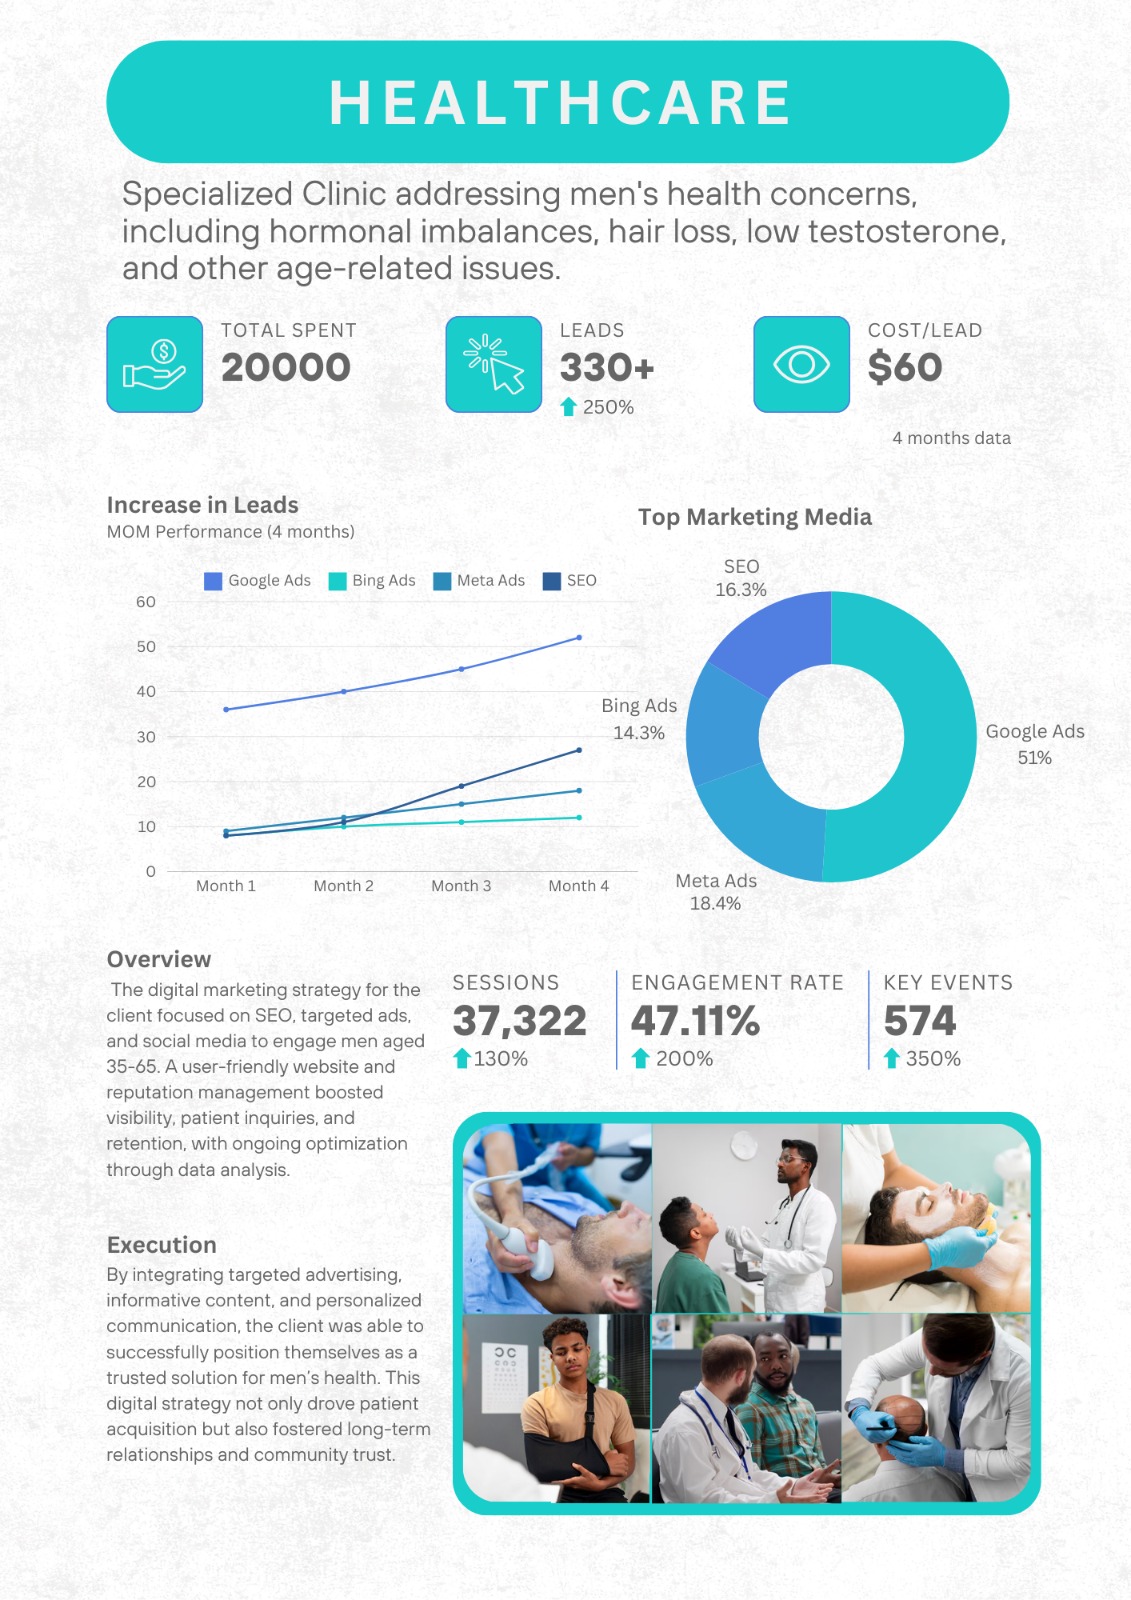 HEALTHCARE
Specialized Clinic addressing men's health concerns,
including hormonal imbalances, hair loss, low testosterone,
and other age-related issues.
TOTAL SPENT
20000
LEADS
330+
250%
COST/LEAD
$60
4 months data
Increase in Leads
MOM Performance (4 months)
Google Ads Bing Ads Meta Ads SEO
60
50
40
30
20
10
0
Month 1 Month 2 Month 3 Month 4
Top Marketing Media
SEO
16.3%
Bing Ads
14.3%
Google Ads
51%
Meta Ads
18.4%
Overview
The digital marketing strategy for the
client focused on SEO, targeted ads,
and social media to engage men aged
35-65. A user-friendly website and
reputation management boosted
visibility, patient inquiries, and
retention, with ongoing optimization
through data analysis.
SESSIONS
37,322
130%
ENGAGEMENT RATE
47.11%
200%
KEY EVENTS
574
350%
Execution
By integrating targeted advertising,
informative content, and personalized
communication, the client was able to
successfully position themselves as a
trusted solution for men's health. This
digital strategy not only drove patient
acquisition but also fostered long-term
relationships and community trust.